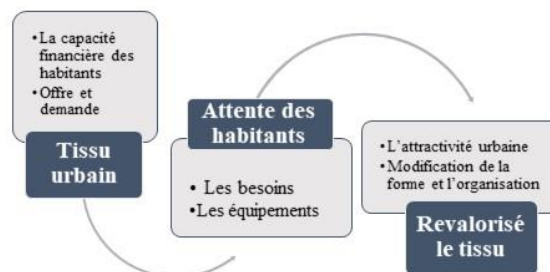 •La capacité
financière des
habitants
•Offre et
demande
Tissu
urbain
Attente des
habitants
• Les besoins
•Les équipements
•L'attractivité urbaine
•Modification de la
forme et l'organisation
Revalorisé
le tissu